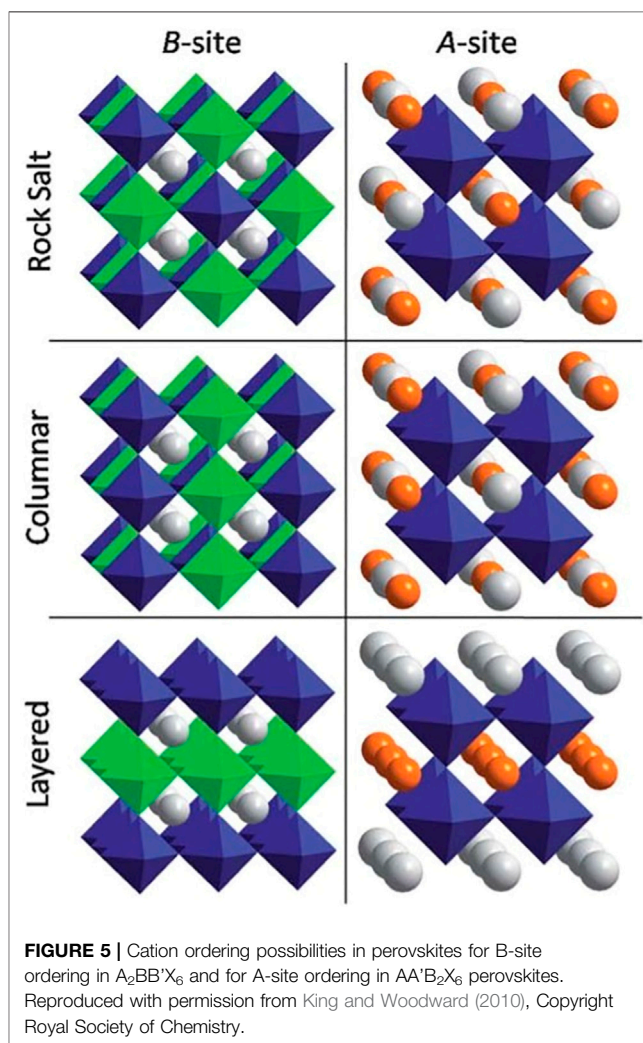 B-site A-site
Rock Salt
Columnar
Layered
FIGURE 5 | Cation ordering possibilities in perovskites for B-site
ordering in A₂BB'X₆ and for A-site ordering in AA'B₂X₆ perovskites.
Reproduced with permission from King and Woodward (2010), Copyright
Royal Society of Chemistry.